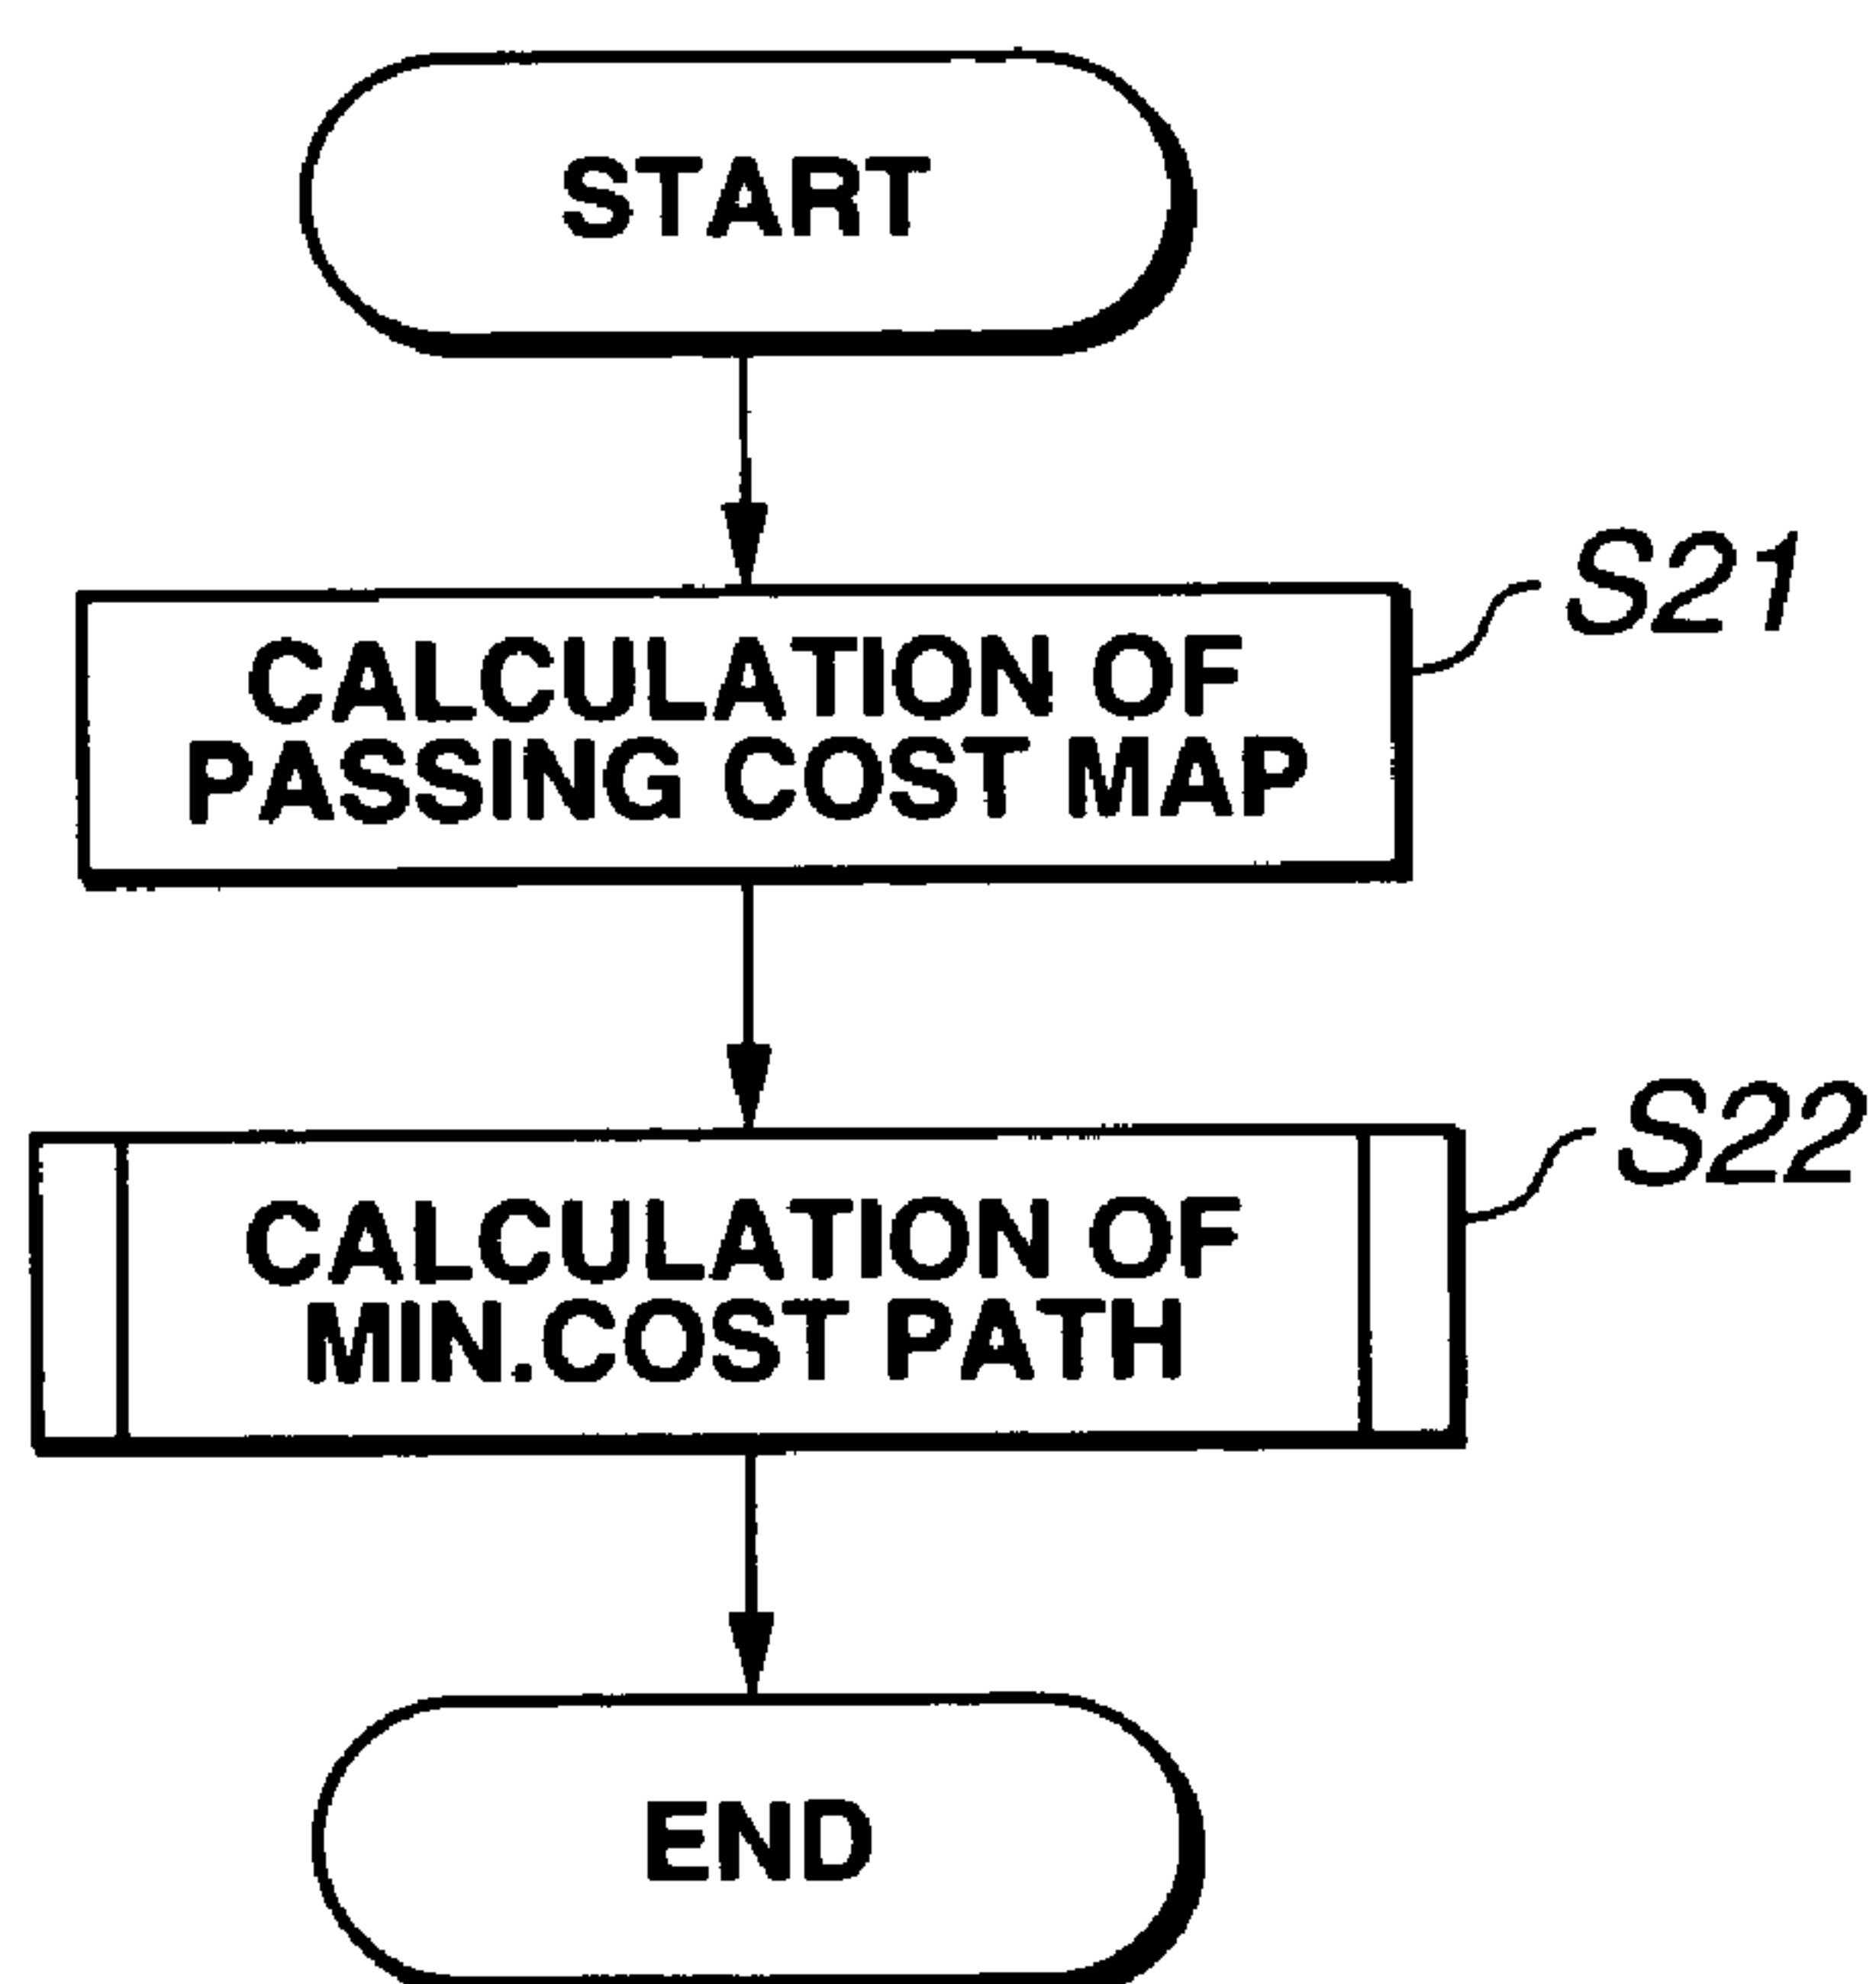 START
S21
CALCULATION OF
PASSING COST MAP
S22
CALCULATION OF
MIN.COST PATH
END